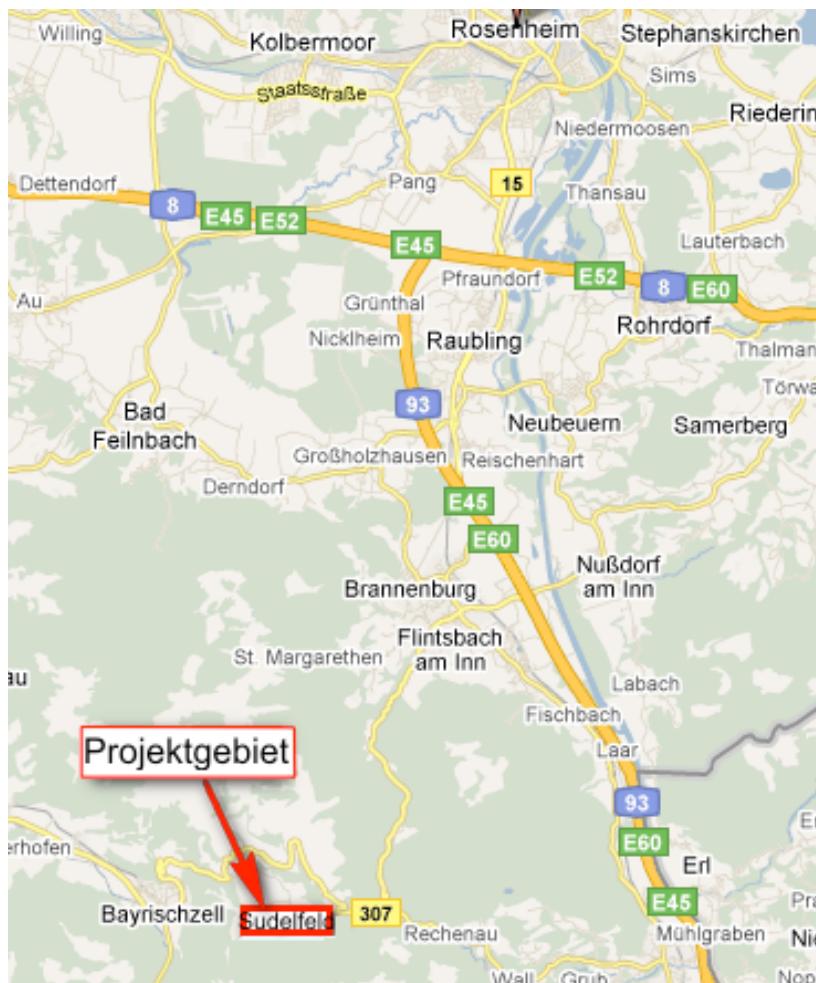 Willing
Kolbermoor
Rosenheim
Stephanskirchen
Staatsstraße
Sims
Riederin
Niedermoosen
Dettendorf
8
E45
E52
Pang
15
Thansau
Lauterbach
E45
Pfraundorf
E52
8
E60
Au
Grünthal
Nicklheim
Raubling
Rohrdorf
Thalman
Törwa
93
Bad
Feilnbach
Neubeuern
Samerberg
Großholzhausen
Reischenhart
Derndorf
E45
E60
Nußdorf
am Inn
Brannenburg
Flintsbach
am Inn
St. Margarethen
au
Labach
Fischbach
Laar
Projektgebiet
93
E60
erhofen
Erl
E45
Bayrischzell
Sudelfeld
307
Rechenau
Mühlgraben
Pra
Nie
Wall
Grub
Nop